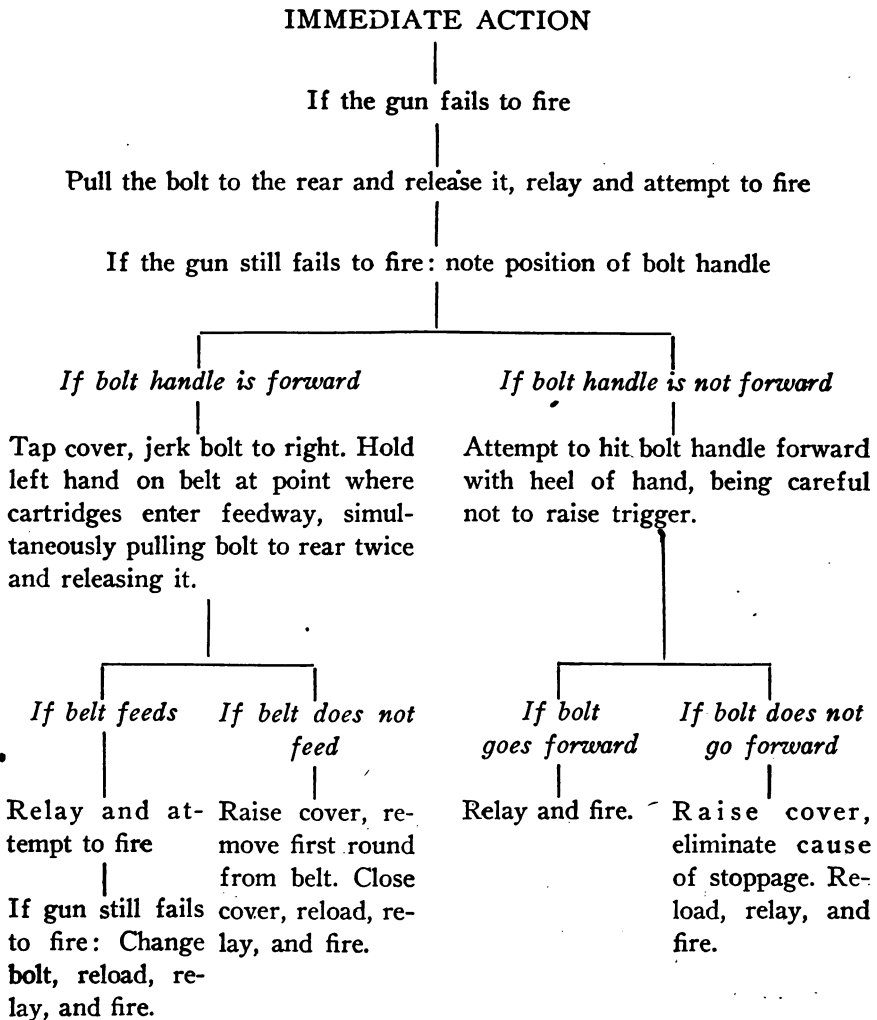 IMMEDIATE ACTION
If the gun fails to fire
Pull the bolt to the rear and release it, relay and attempt to fire
If the gun still fails to fire: note position of bolt handle
If bolt handle is forward
Tap cover, jerk bolt to right. Hold
left hand on belt at point where
cartridges enter feedway, simul-
taneously pulling bolt to rear twice
and releasing it.
If belt feeds
Relay and at-
tempt to fire
If gun still fails
to fire: Change
bolt, reload, re-
lay, and fire.
If belt does not
feed
Raise cover, re-
move first round
from belt. Close
cover, reload, re-
lay, and fire.
If bolt handle is not forward
Attempt to hit bolt handle forward
with heel of hand, being careful
not to raise trigger.
If bolt
goes forward
Relay and fire.
If bolt does not
go forward
Raise cover,
eliminate cause
of stoppage. Re-
load, relay, and
fire.